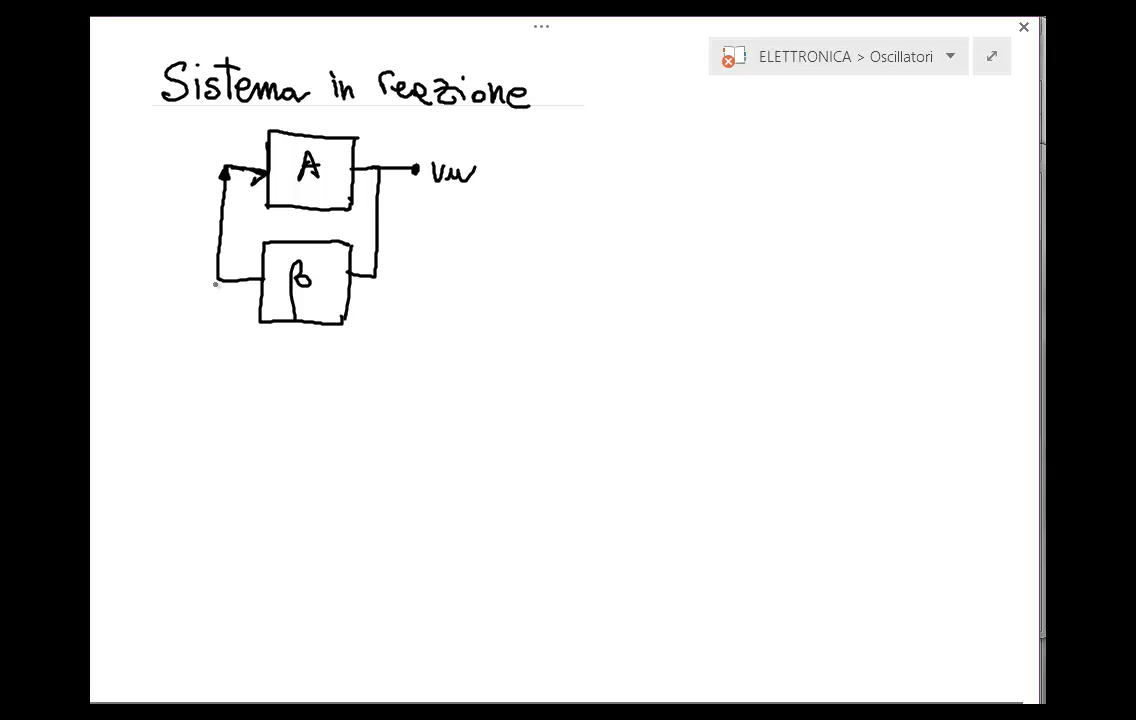 ELETTRONICA > Oscillatori
Sistema in reazione
A
Vu
β